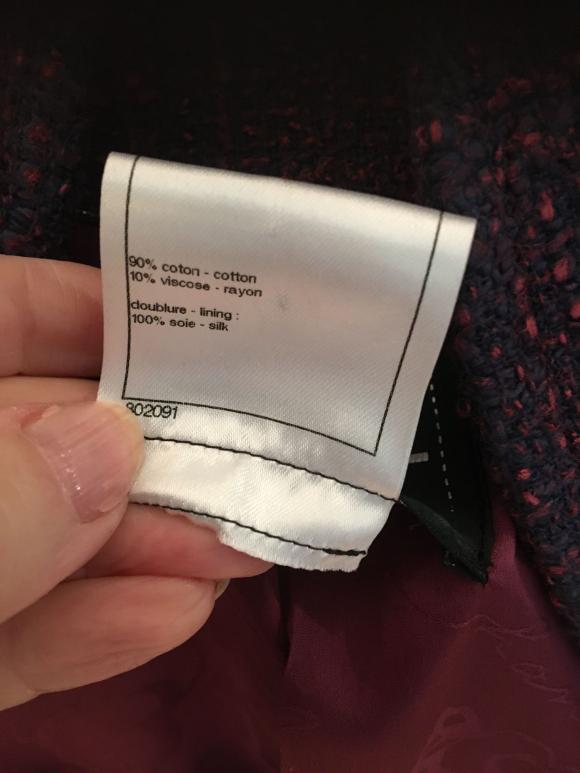 90% coton - cotton
10% viscose - rayon
doublure - lining :
100% soie - silk
802091